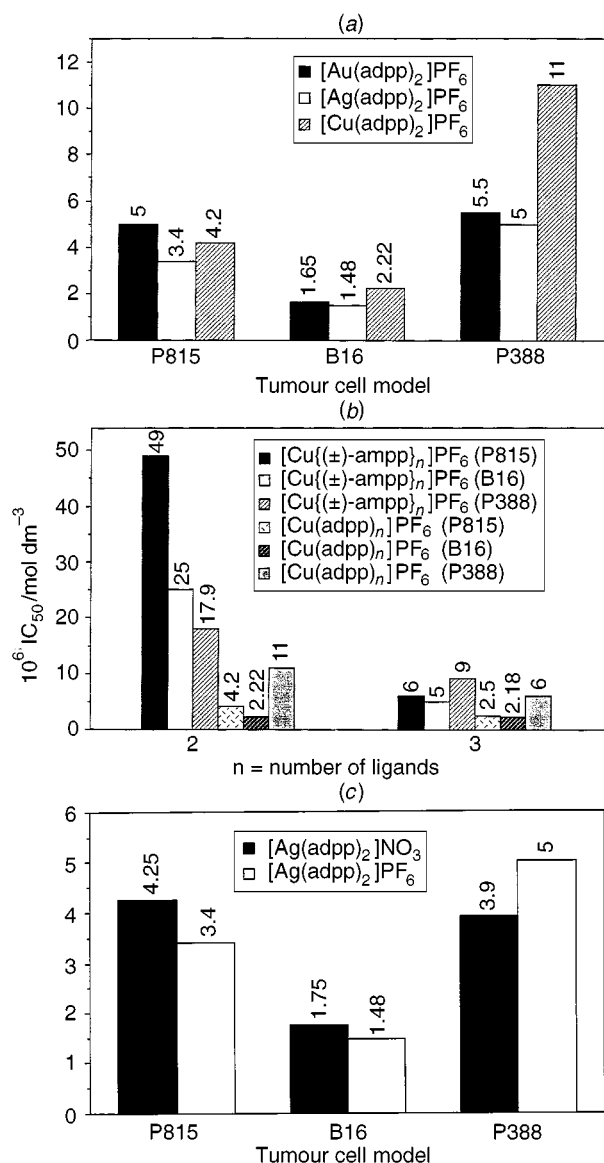 (a)
12
10
8
6
4
2
0
[Au(adpp)2]PF6
[Ag(adpp)2]PF6
[Cu(adpp)2]PF6
5
3.4
4.2
1.65
1.48
2.22
5.5
5
11
P815 B16 P388
Tumour cell model
(b)
10⁶ IC50/mol dm⁻³
50
40
30
20
10
0
[Cu{(±)-ampp}n]PF6 (P815)
[Cu{(±)-ampp}n]PF6 (B16)
[Cu{(±)-ampp}n]PF6 (P388)
[Cu(adpp)n]PF6 (P815)
[Cu(adpp)n]PF6 (B16)
[Cu(adpp)n]PF6 (P388)
49
25
17.9
4.2
2.22
11
6
5
9
2.5
2.18
6
2 3
n = number of ligands
(c)
6
5
4
3
2
1
0
[Ag(adpp)2]NO3
[Ag(adpp)2]PF6
4.25
3.4
1.75
1.48
3.9
5
P815 B16 P388
Tumour cell model